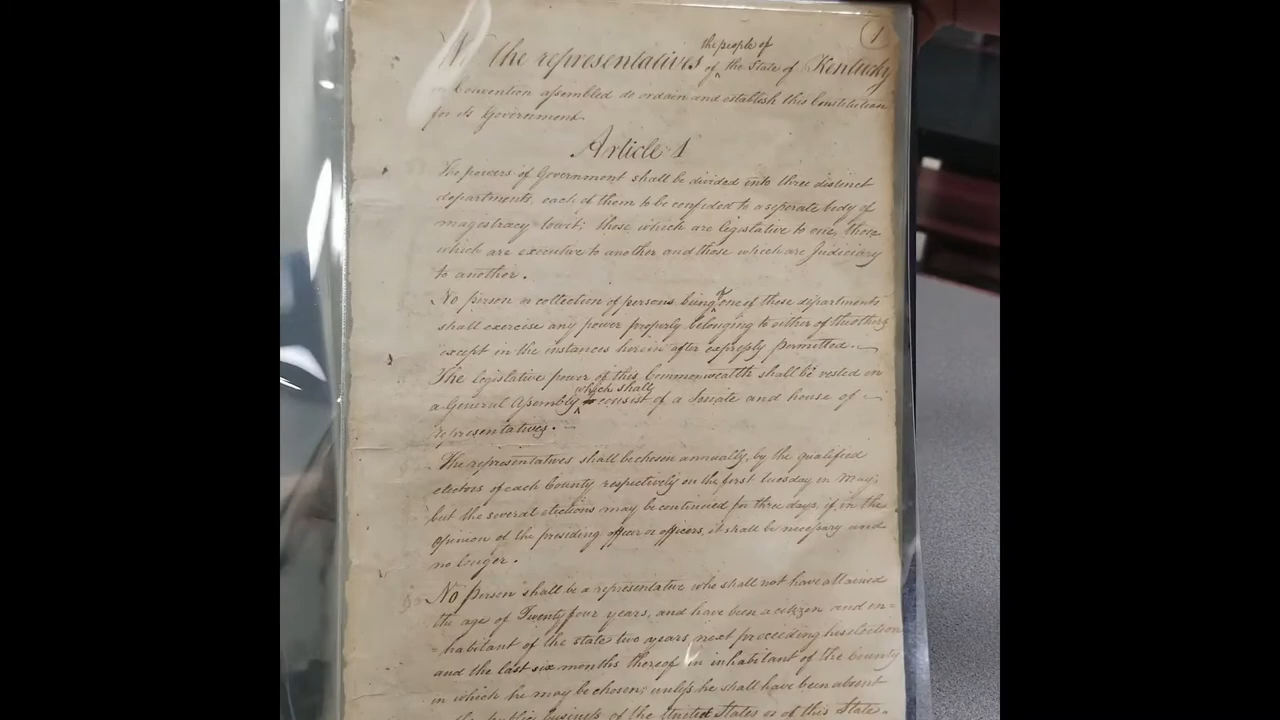 1
We the representatives of the people of the State of Kentucky
in Convention assembled do ordain and establish this Constitution
for its Government.
Article 1
The powers of Government shall be divided into three distinct
departments, each of them to be confided to a seperate body of
magistracy towit; those which are legislative to one, those
which are executive to another and those which are Judiciary
to another.
No person or collection of persons being of one of these departments
shall exercise any power properly belonging to either of the others
except in the instances herein after expressly permitted.
The legislative power of this Commonwealth shall be vested in
a General Assembly which shall consist of a Senate and house of
representatives.
The representatives shall be chosen annually, by the qualified
electors of each County respectively on the first tuesday in May;
but the several elections may be continued for three days, if, in the
Opinion of the presiding officer or officers, it shall be necessary and
no longer.
No person shall be a representative who shall not have attained
the age of Twenty four years, and have been a citizen and in=
=habitant of the state two years next preceeding his election
and the last six months thereof an inhabitant of the County
in which he may be chosen; unless he shall have been absent
the public business of the United States or of this State.